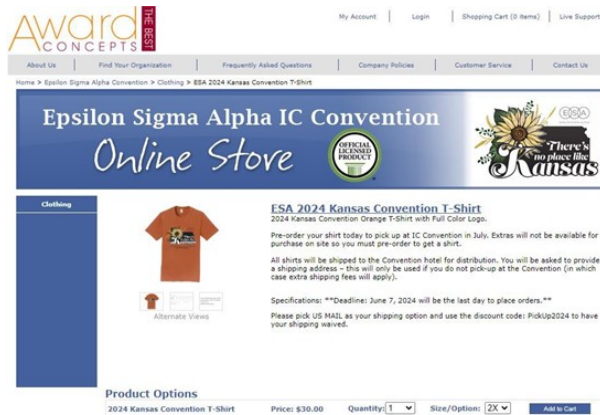 Award
CONCEPTS
THE BEST
My Account | Login | Shopping Cart (0 items) | Live Support
About Us | Find Your Organization | Frequently Asked Questions | Company Policies | Customer Service | Contact Us
Home > Epsilon Sigma Alpha Convention > Clothing > ESA 2024 Kansas Convention T-Shirt
Epsilon Sigma Alpha IC Convention
Online Store
OFFICIAL
LICENSED
PRODUCT
ESA
There's
no place like
Kansas
Clothing
ESA 2024 Kansas Convention T-Shirt
2024 Kansas Convention Orange T-Shirt with Full Color Logo.
Pre-order your shirt today to pick up at IC Convention in July. Extras will not be available for
purchase on site so you must pre-order to get a shirt.
All shirts will be shipped to the Convention hotel for distribution. You will be asked to provide
a shipping address - this will only be used if you do not pick-up at the Convention (in which
case extra shipping fees will apply).
Specifications: **Deadline: June 7, 2024 will be the last day to place orders.**
Please pick US MAIL as your shipping option and use the discount code: PickUp2024 to have
your shipping waived.
Alternate Views
Product Options
2024 Kansas Convention T-Shirt Price: $30.00 Quantity: 1 Size/Option: 2X Add to Cart